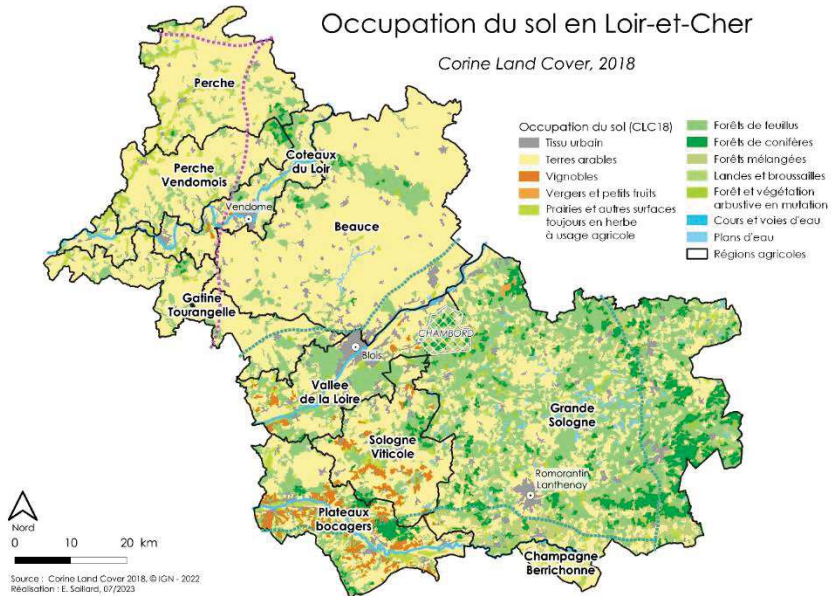 Occupation du sol en Loir-et-Cher
Corine Land Cover, 2018
Occupation du sol (CLC18)
Tissu urbain
Terres arables
Vignobles
Vergers et petits fruits
Prairies et autres surfaces
toujours en herbe
à usage agricole
Forêts de feuillus
Forêts de conifères
Forêts mélangées
Landes et broussailles
Forêt et végétation
arbustive en mutation
Cours et voies d'eau
Plans d'eau
Régions agricoles
Perche
Perche
Vendomois
Coteaux
du Loir
Vendome
Beauce
Gatine
Tourangelle
CHAMBORD
Blois
Vallee
de la Loire
Grande
Sologne
Sologne
Viticole
Romorantin
Lanthenay
Plateaux
bocagers
Champagne
Berrichonne
Nord
0 10 20 km
Source : Corine Land Cover 2018, © IGN - 2022
Réalisation : E. Saillard, 07/2023